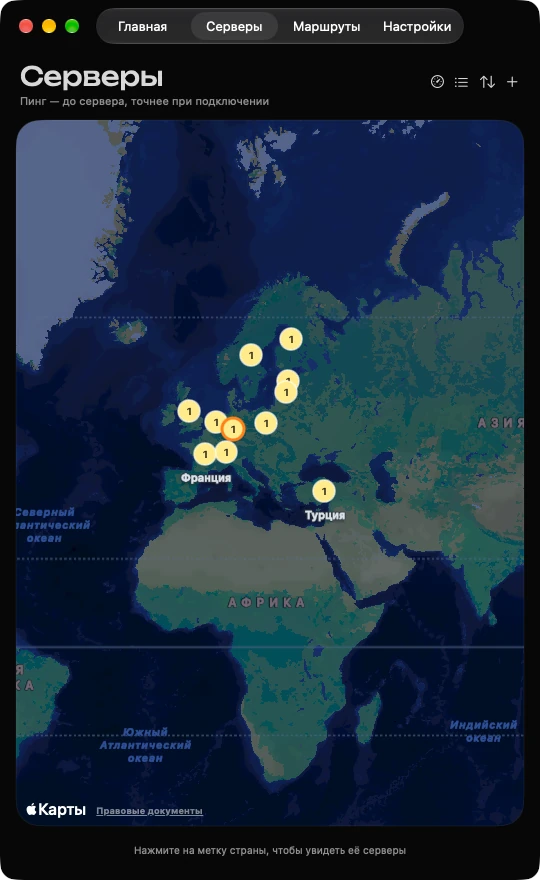 Главная Серверы Маршруты Настройки
Серверы
Пинг — до сервера, точнее при подключении
1
1
1
1
1
1
1
1
1
1
АЗИЯ
Франция
1
Турция
Северный
Атлантический
океан
АФРИКА
Я
КА
Южный
Атлантический
океан
Индийский
океан
Карты Правовые документы
Нажмите на метку страны, чтобы увидеть её серверы